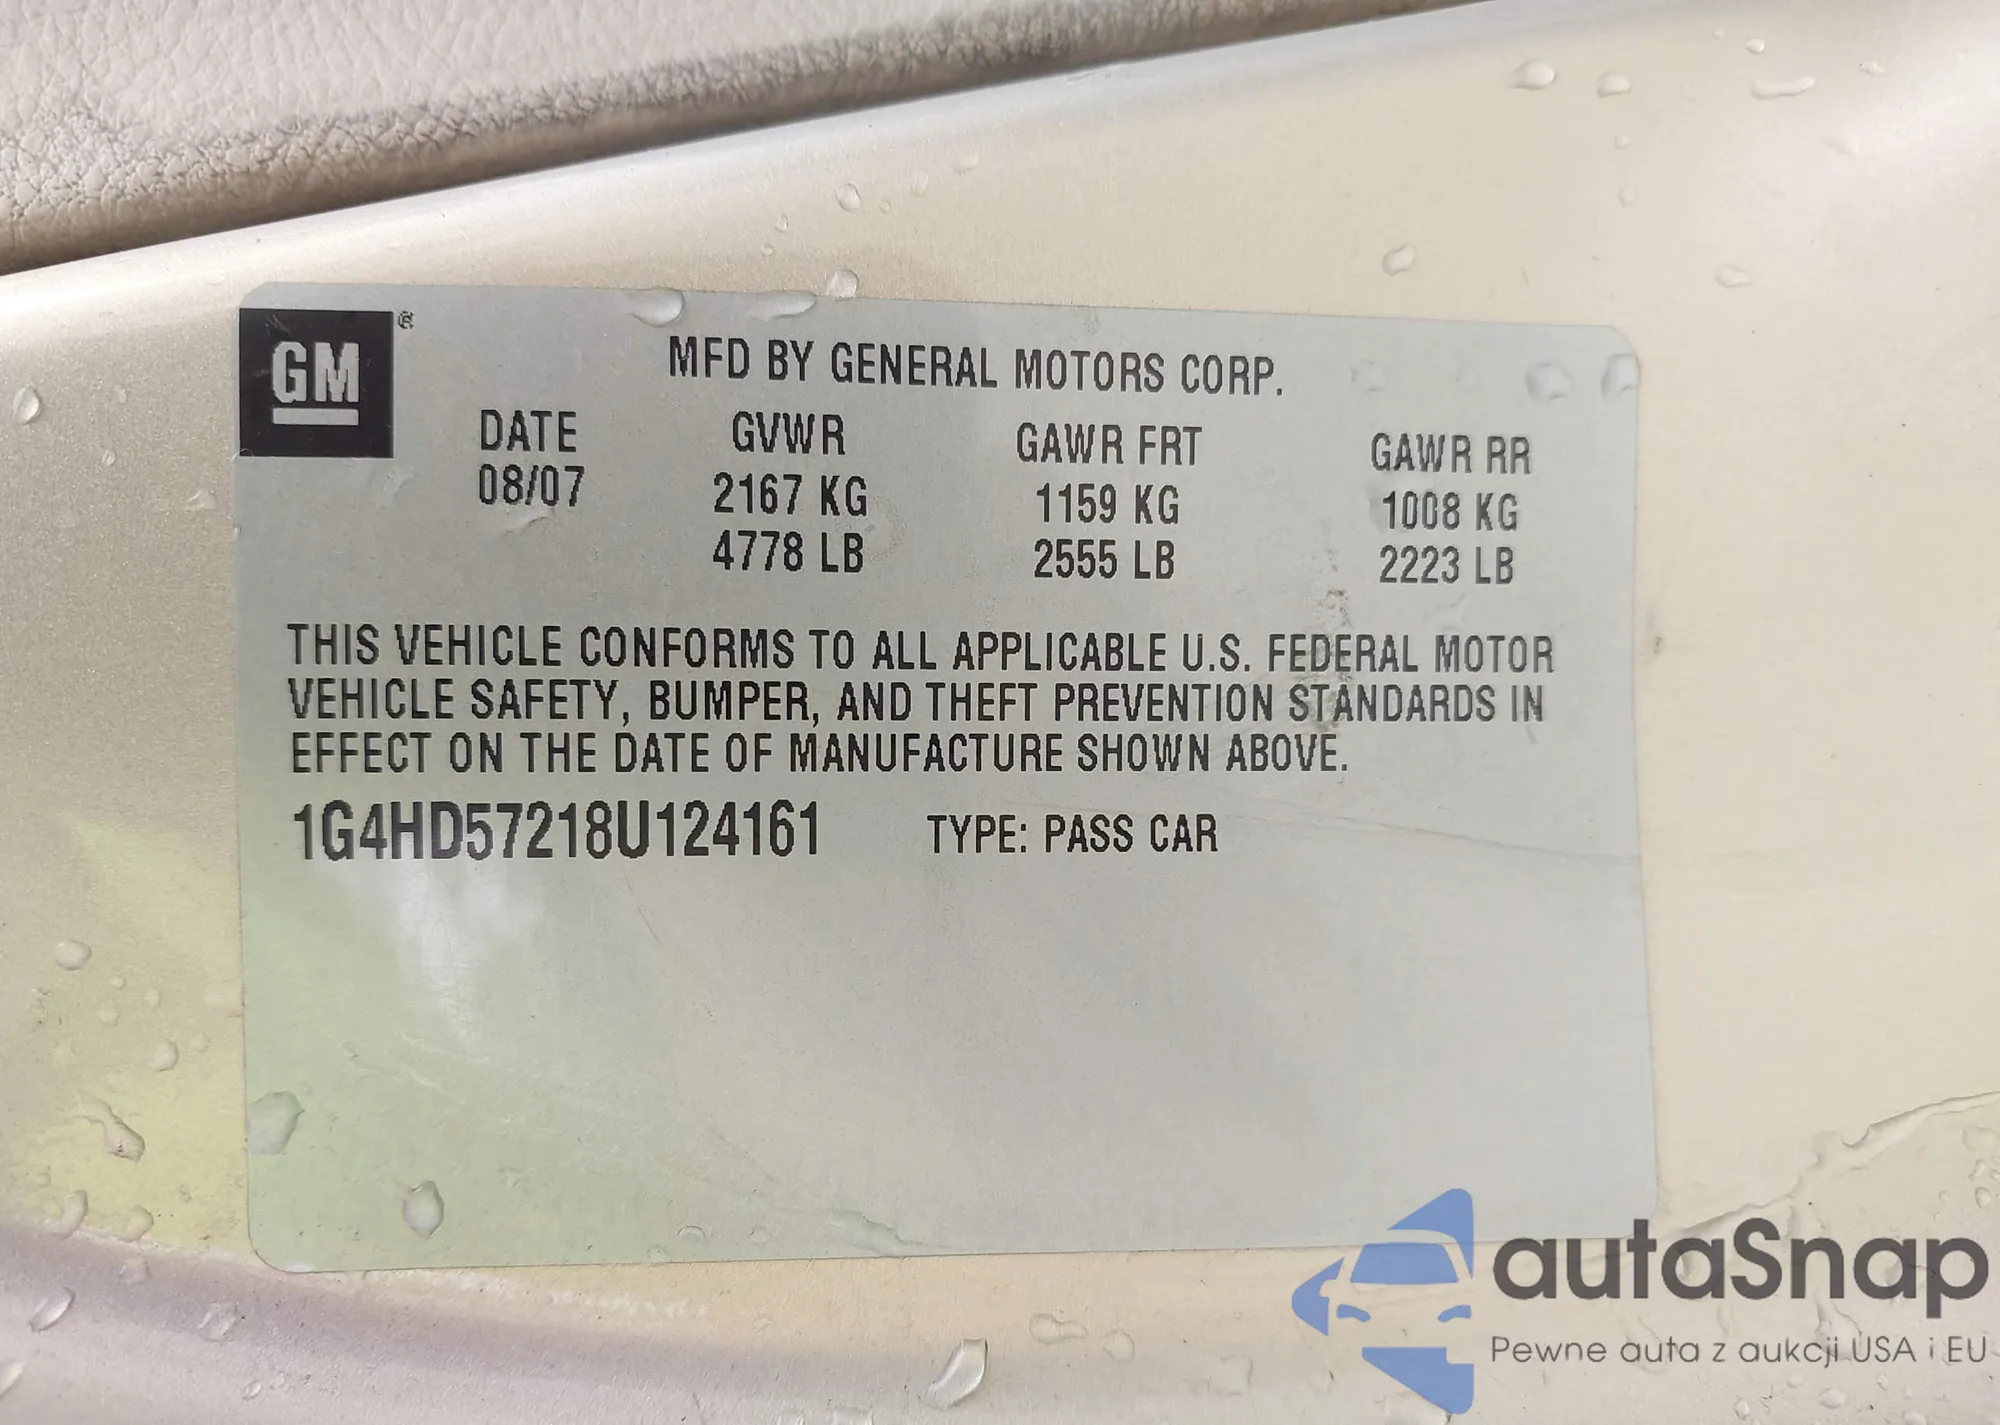 GM ®
MFD BY GENERAL MOTORS CORP.
DATE GVWR GAWR FRT GAWR RR
08/07 2167 KG 1159 KG 1008 KG
4778 LB 2555 LB 2223 LB
THIS VEHICLE CONFORMS TO ALL APPLICABLE U.S. FEDERAL MOTOR
VEHICLE SAFETY, BUMPER, AND THEFT PREVENTION STANDARDS IN
EFFECT ON THE DATE OF MANUFACTURE SHOWN ABOVE.
1G4HD57218U124161 TYPE: PASS CAR
autaSnap
Pewne auta z aukcji USA i EU